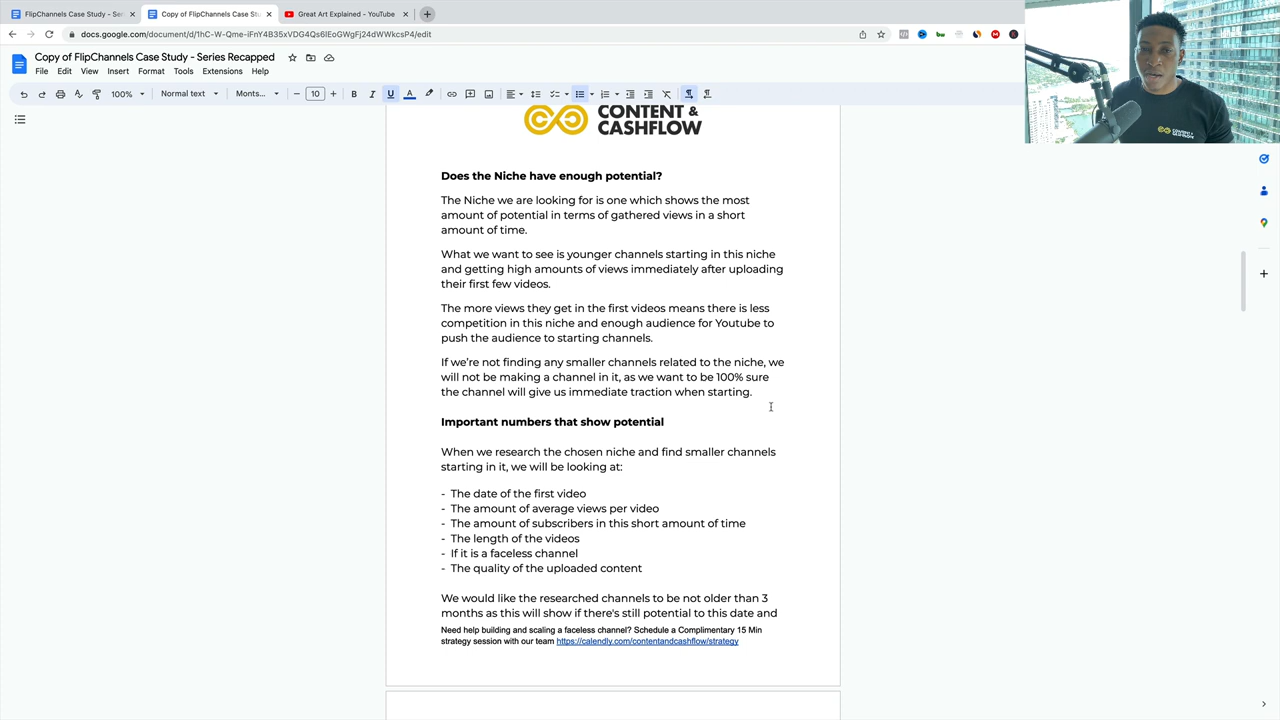 FlipChannels Case Study - Seri
Copy of FlipChannels Case Stu
Great Art Explained - YouTube
docs.google.com/document/d/1hC-W-Qme-iFnY4B35xVDG4Qs6lEoGWgFj24dWWkcsP4/edit
Copy of FlipChannels Case Study - Series Recapped
File Edit View Insert Format Tools Extensions Help
100% Normal text Monts... 10 B I U A
CONTENT &
CASHFLOW
CONTENT &
CASHFLOW
Does the Niche have enough potential?
The Niche we are looking for is one which shows the most
amount of potential in terms of gathered views in a short
amount of time.
What we want to see is younger channels starting in this niche
and getting high amounts of views immediately after uploading
their first few videos.
The more views they get in the first videos means there is less
competition in this niche and enough audience for Youtube to
push the audience to starting channels.
If we're not finding any smaller channels related to the niche, we
will not be making a channel in it, as we want to be 100% sure
the channel will give us immediate traction when starting.
Important numbers that show potential
When we research the chosen niche and find smaller channels
starting in it, we will be looking at:
- The date of the first video
- The amount of average views per video
- The amount of subscribers in this short amount of time
- The length of the videos
- If it is a faceless channel
- The quality of the uploaded content
We would like the researched channels to be not older than 3
months as this will show if there's still potential to this date and
Need help building and scaling a faceless channel? Schedule a Complimentary 15 Min
strategy session with our team https://calendly.com/contentandcashflow/strategy